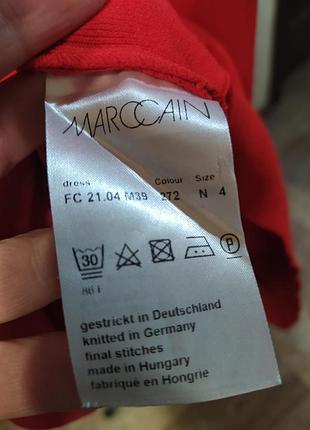 MARCCAIN
dress Colour Size
FC 21.04 M39 272 N 4
30
P
86 F
gestrickt in Deutschland
knitted in Germany
final stitches
made in Hungary
fabriqué en Hongrie